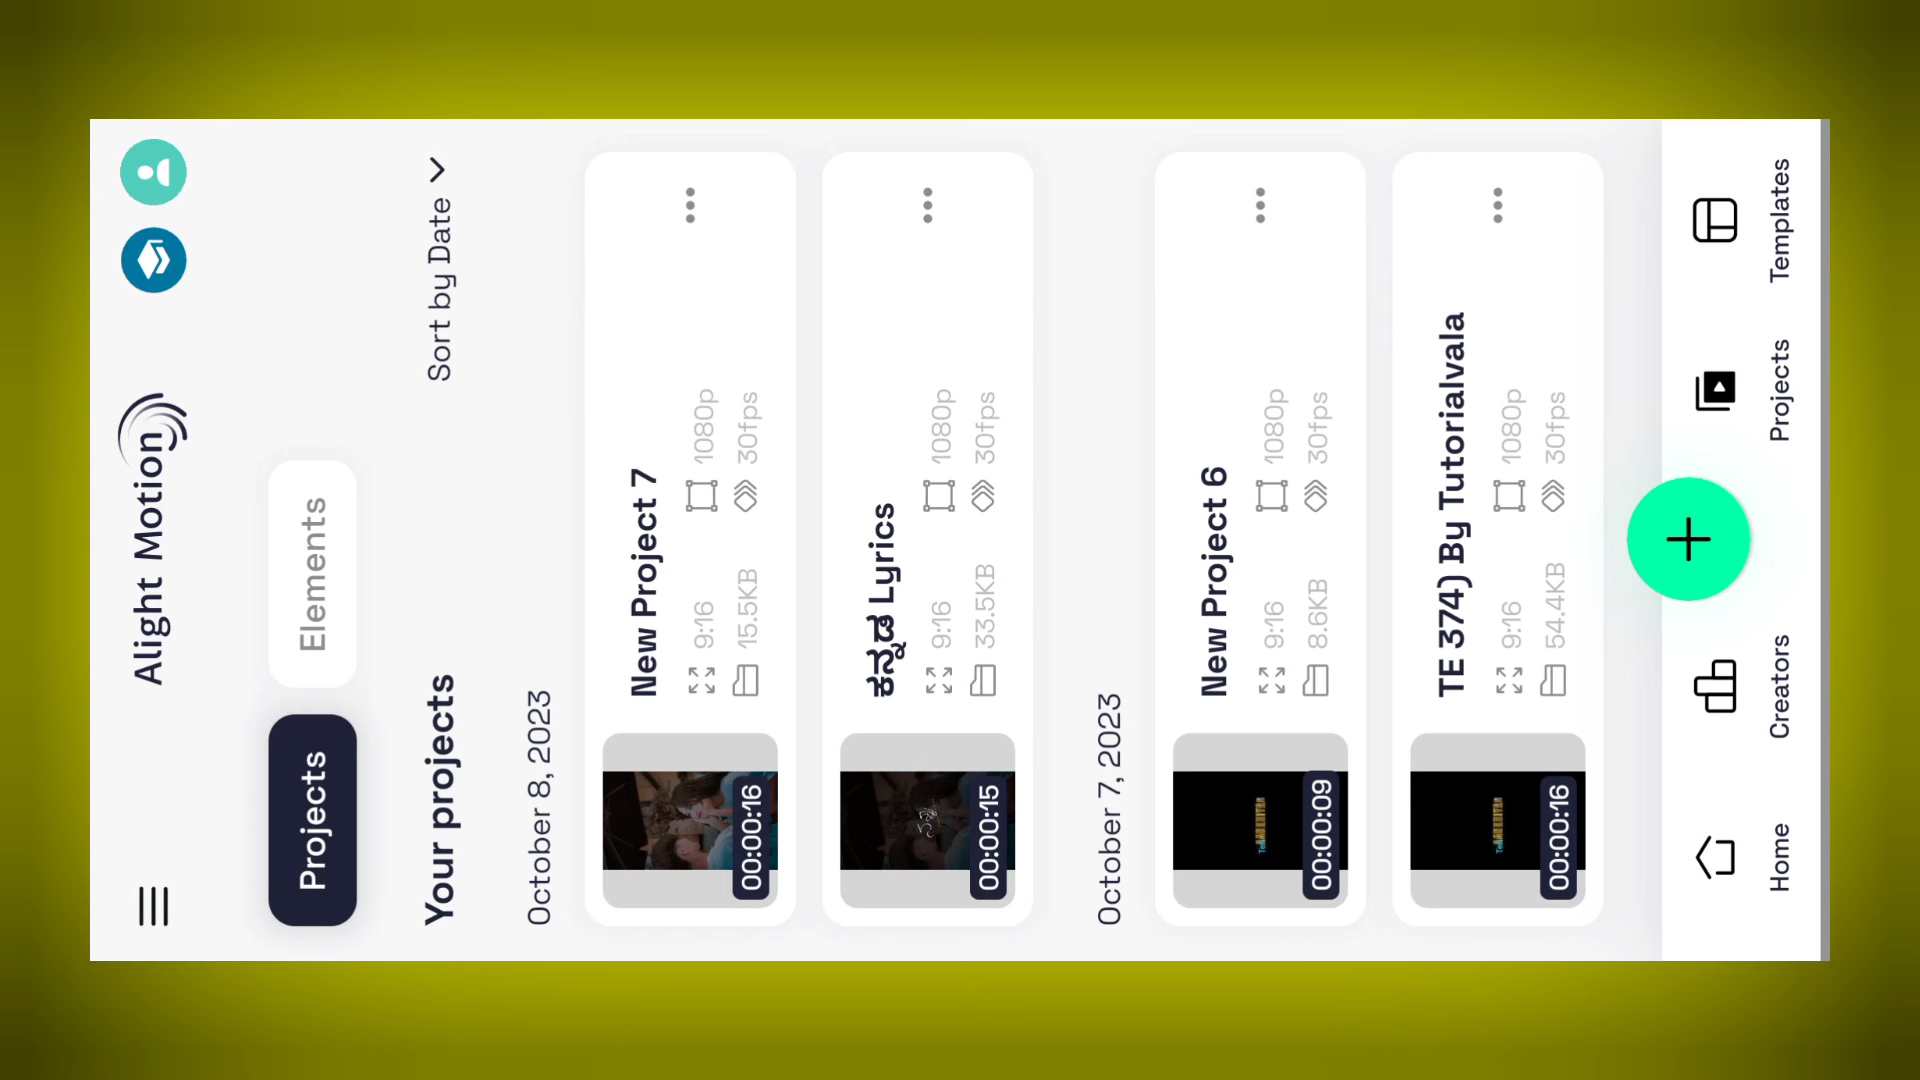 Alight Motion
Projects
Elements
Your projects
Sort by Date
October 8, 2023
New Project 7
9:16
1080p
15.5KB
30fps
00:00:16
ಕನ್ನಡ Lyrics
9:16
1080p
33.5KB
30fps
00:00:15
October 7, 2023
New Project 6
9:16
1080p
8.6KB
30fps
00:00:09
TE 374) By Tutorialvala
9:16
1080p
54.4KB
30fps
00:00:16
Home
Creators
Projects
Templates